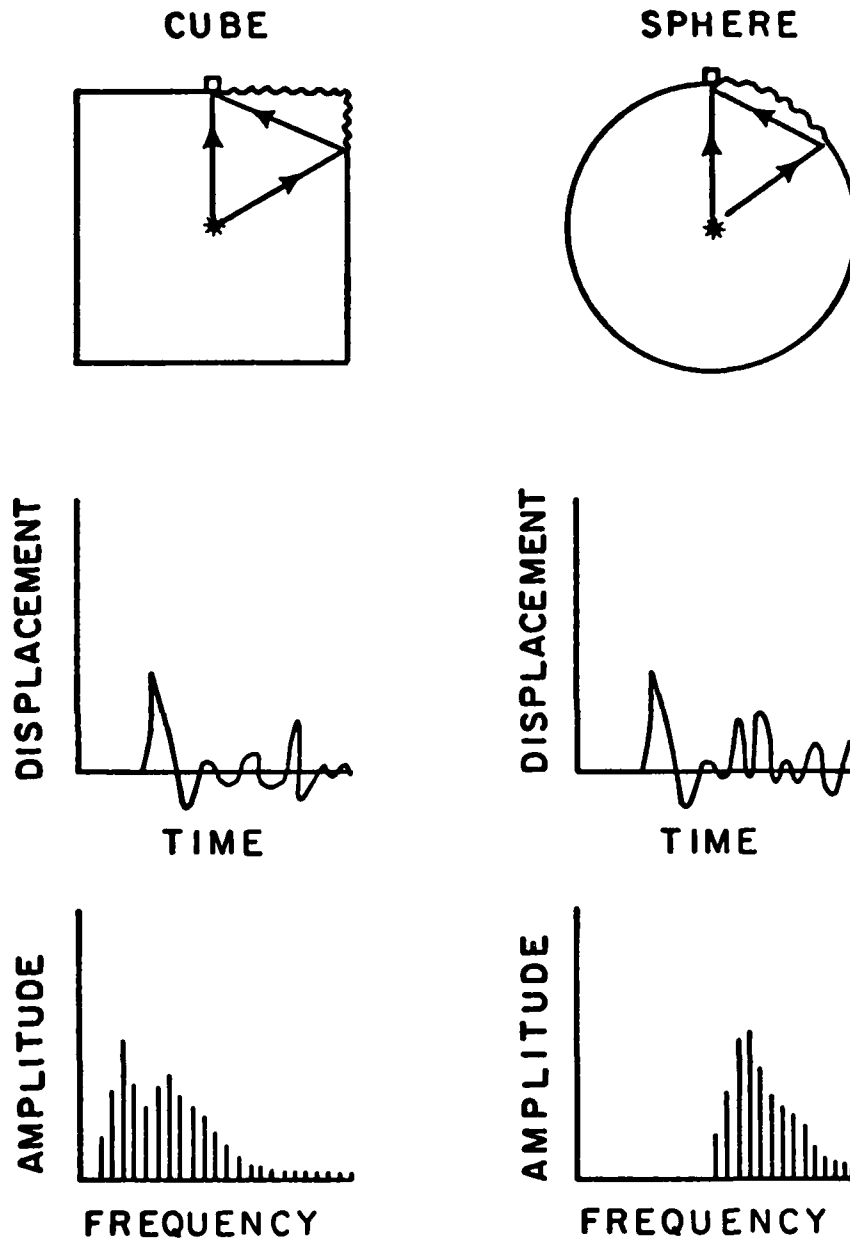 CUBE
SPHERE
DISPLACEMENT
TIME
DISPLACEMENT
TIME
AMPLITUDE
FREQUENCY
AMPLITUDE
FREQUENCY